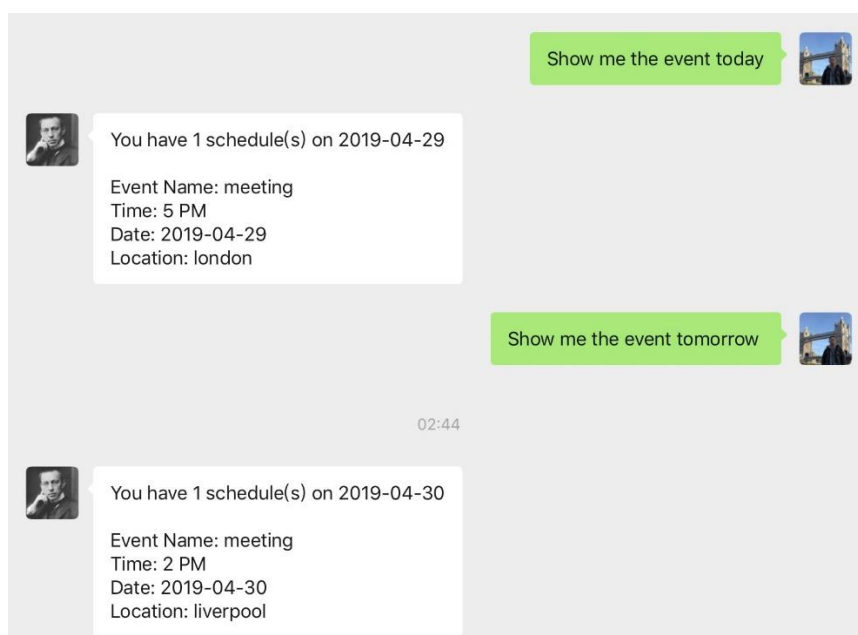 Show me the event today
You have 1 schedule(s) on 2019-04-29
Event Name: meeting
Time: 5 PM
Date: 2019-04-29
Location: london
Show me the event tomorrow
02:44
You have 1 schedule(s) on 2019-04-30
Event Name: meeting
Time: 2 PM
Date: 2019-04-30
Location: liverpool